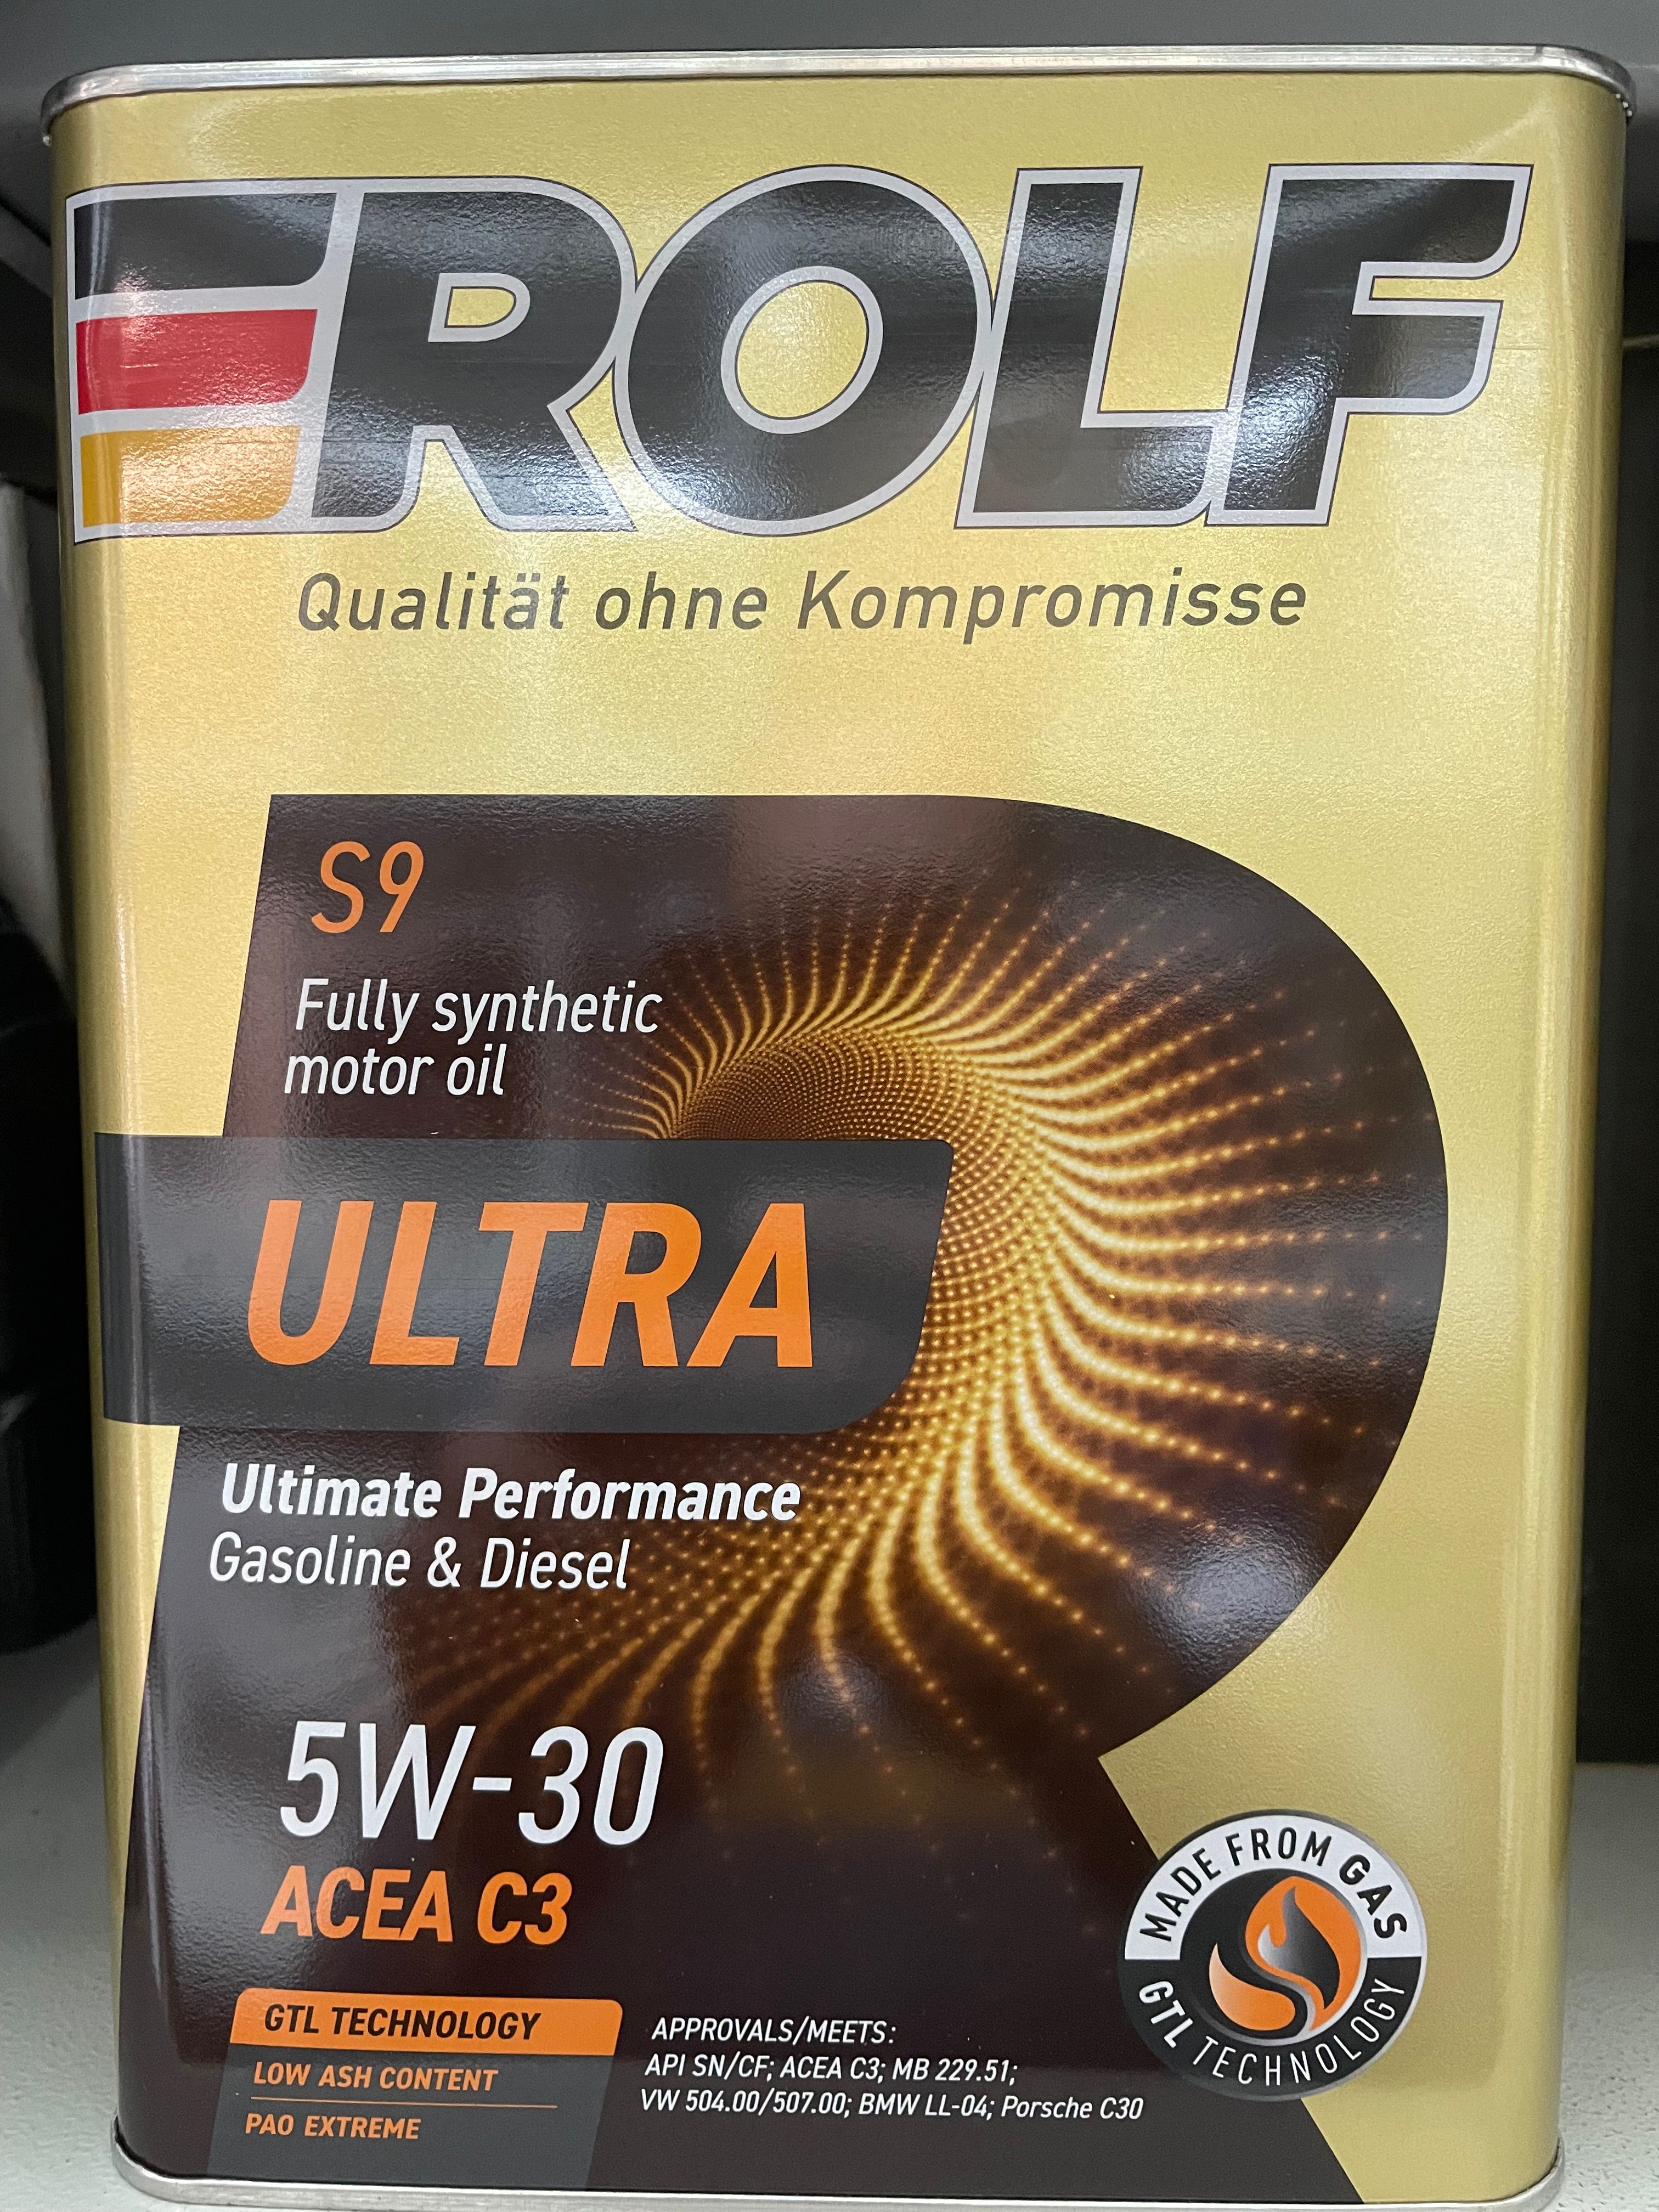 ROLF
Qualität ohne Kompromisse
S9
Fully synthetic
motor oil
ULTRA
Ultimate Performance
Gasoline & Diesel
5W-30
ACEA C3
GTL TECHNOLOGY
LOW ASH CONTENT
PAO EXTREME
APPROVALS/MEETS:
API SN/CF; ACEA C3; MB 229.51;
VW 504.00/507.00; BMW LL-04; Porsche C30
MADE FROM GAS
GTL TECHNOLOGY